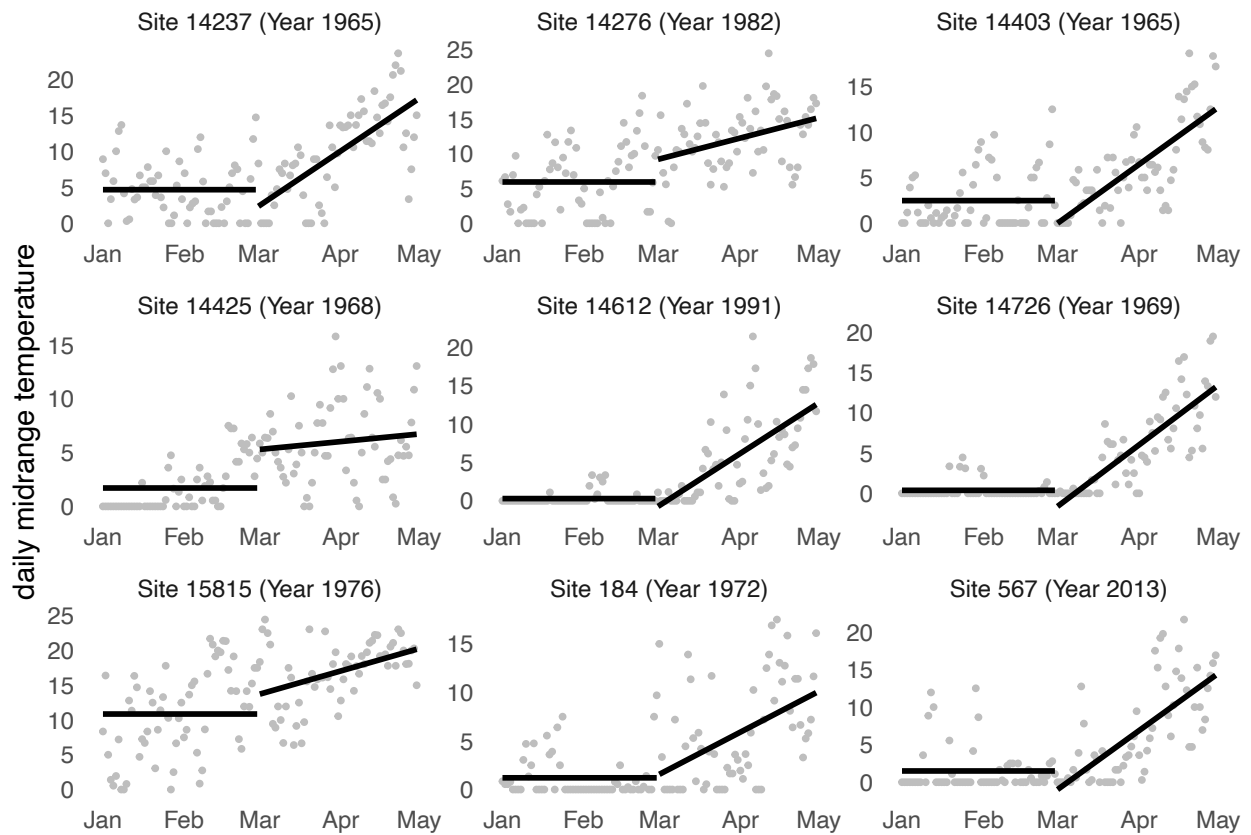 Site 14237 (Year 1965)
Site 14276 (Year 1982)
Site 14403 (Year 1965)
20
15
10
5
0
Jan Feb Mar Apr May
25
20
15
10
5
0
Jan Feb Mar Apr May
15
10
5
0
Jan Feb Mar Apr May
daily midrange temperature
Site 14425 (Year 1968)
Site 14612 (Year 1991)
Site 14726 (Year 1969)
15
10
5
0
Jan Feb Mar Apr May
20
15
10
5
0
Jan Feb Mar Apr May
20
15
10
5
0
Jan Feb Mar Apr May
Site 15815 (Year 1976)
Site 184 (Year 1972)
Site 567 (Year 2013)
25
20
15
10
5
0
Jan Feb Mar Apr May
15
10
5
0
Jan Feb Mar Apr May
20
15
10
5
0
Jan Feb Mar Apr May